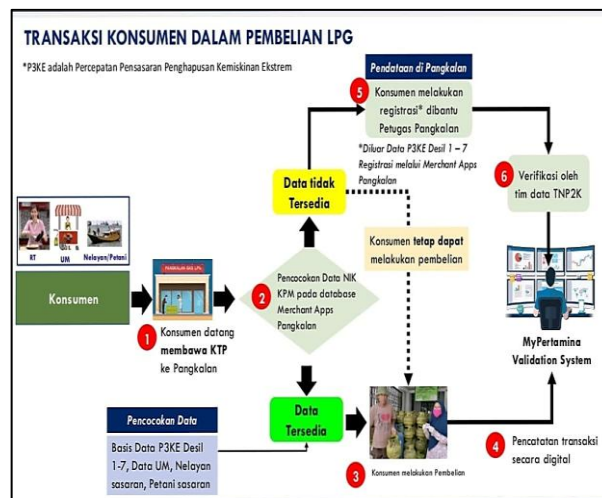 TRANSAKSI KONSUMEN DALAM PEMBELIAN LPG
*P3KE adalah Percepatan Pensasaran Penghapusan Kemiskinan Ekstrem
Pendataan di Pangkalan
5
Konsumen melakukan
registrasi* dibantu
Petugas Pangkalan
*Diluar Data P3KE Desil 1 – 7
Registrasi melalui Merchant Apps
Pangkalan
6
Verifikasi oleh
tim data TNP2K
Data tidak
Tersedia
Konsumen tetap dapat
melakukan pembelian
RT
UM
Nelayan/Petani
Konsumen
1
Konsumen datang
membawa KTP
ke Pangkalan
2
Pencocokan Data NIK
KPM pada database
Merchant Apps
Pangkalan
MyPertamina
Validation System
Data
Tersedia
Pencocokan Data
Basis Data P3KE Desil
1-7, Data UM, Nelayan
sasaran, Petani sasaran
3
Konsumen melakukan Pembelian
4
Pencatatan transaksi
secara digital